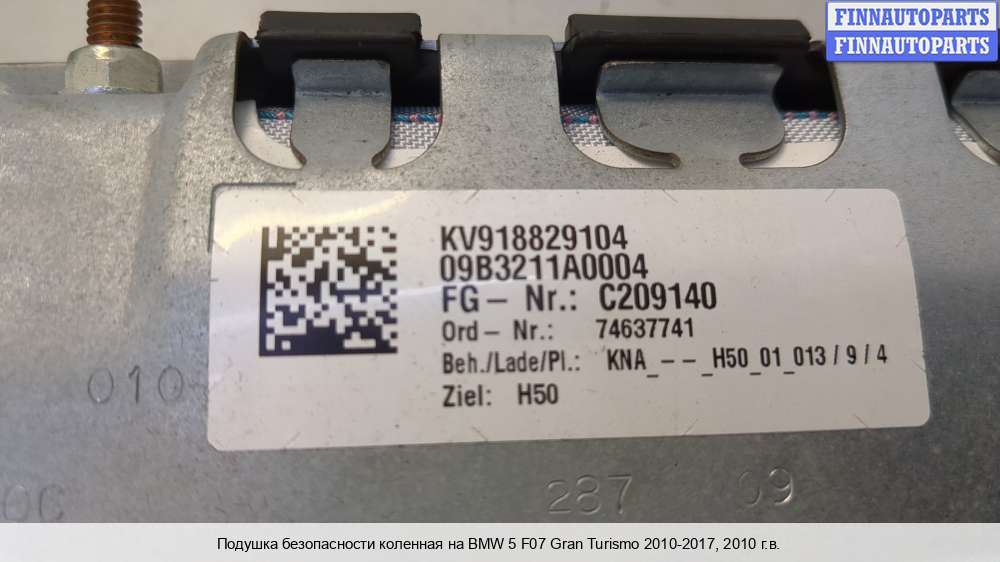 FINNAUTOPARTS
FINNAUTOPARTS
KV918829104
09B3211A0004
FG – Nr.: C209140
Ord – Nr.: 74637741
Beh./Lade/Pl.: KNA_ – – _H50_01_013 / 9 / 4
Ziel: H50
010
287 09
Подушка безопасности коленная на BMW 5 F07 Gran Turismo 2010-2017, 2010 г.в.